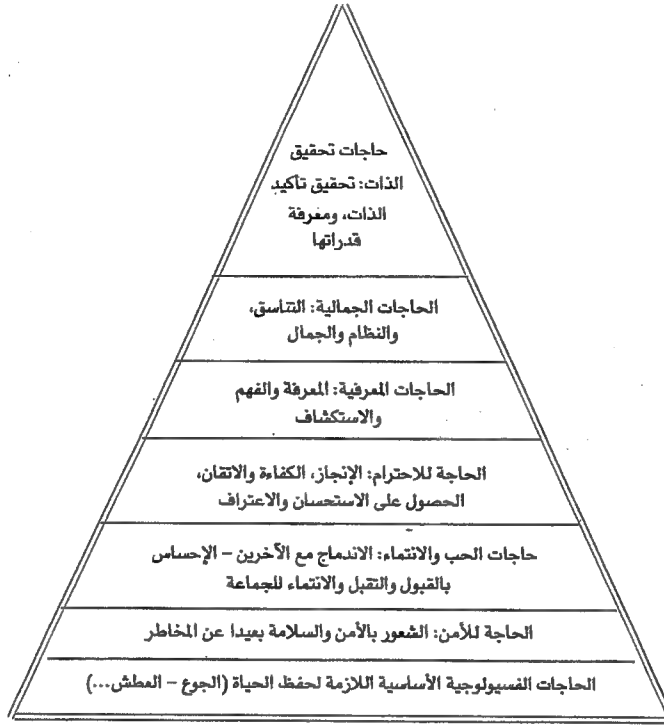 حاجات تحقيق
الذات: تحقيق تأكيد
الذات، ومعرفة
قدراتها
الحاجات الجمالية: التناسق،
والنظام والجمال
الحاجات المعرفية: المعرفة والفهم
والاستكشاف
الحاجة للاحترام: الإنجاز، الكفاءة والاتقان،
الحصول على الاستحسان والاعتراف
حاجات الحب والانتماء: الاندماج مع الآخرين – الإحساس
بالقبول والتقبل والانتماء للجماعة
الحاجة للأمن: الشعور بالأمن والسلامة بعيدا عن المخاطر
الحاجات الفسيولوجية الأساسية اللازمة لحفظ الحياة (الجوع – العطش...)